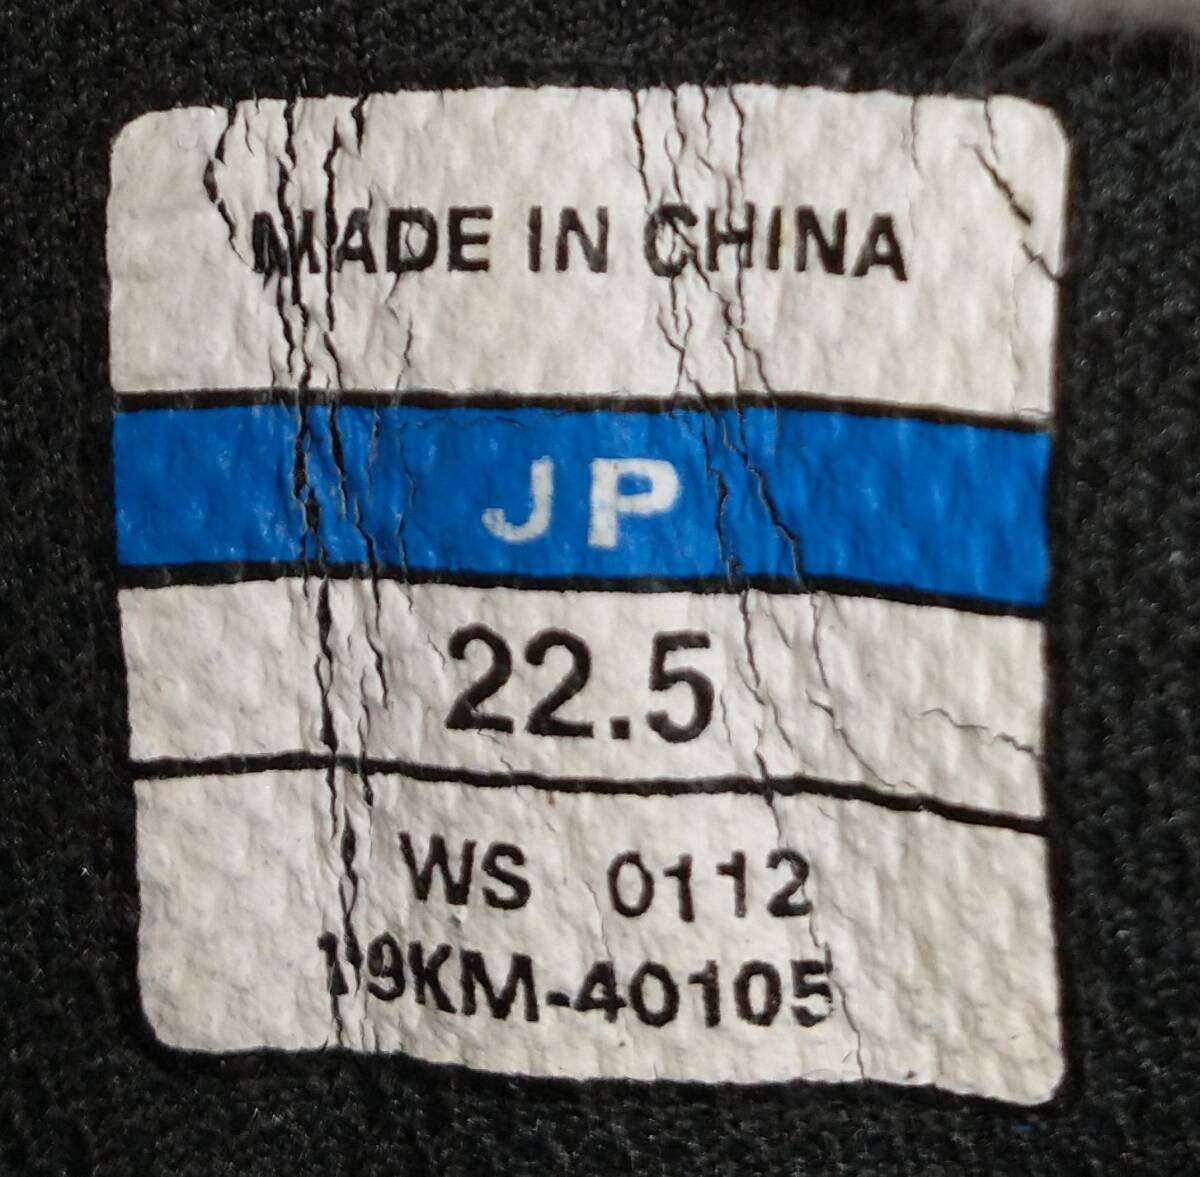 MADE IN CHINA
JP
22.5
WS 0112
19KM-40105